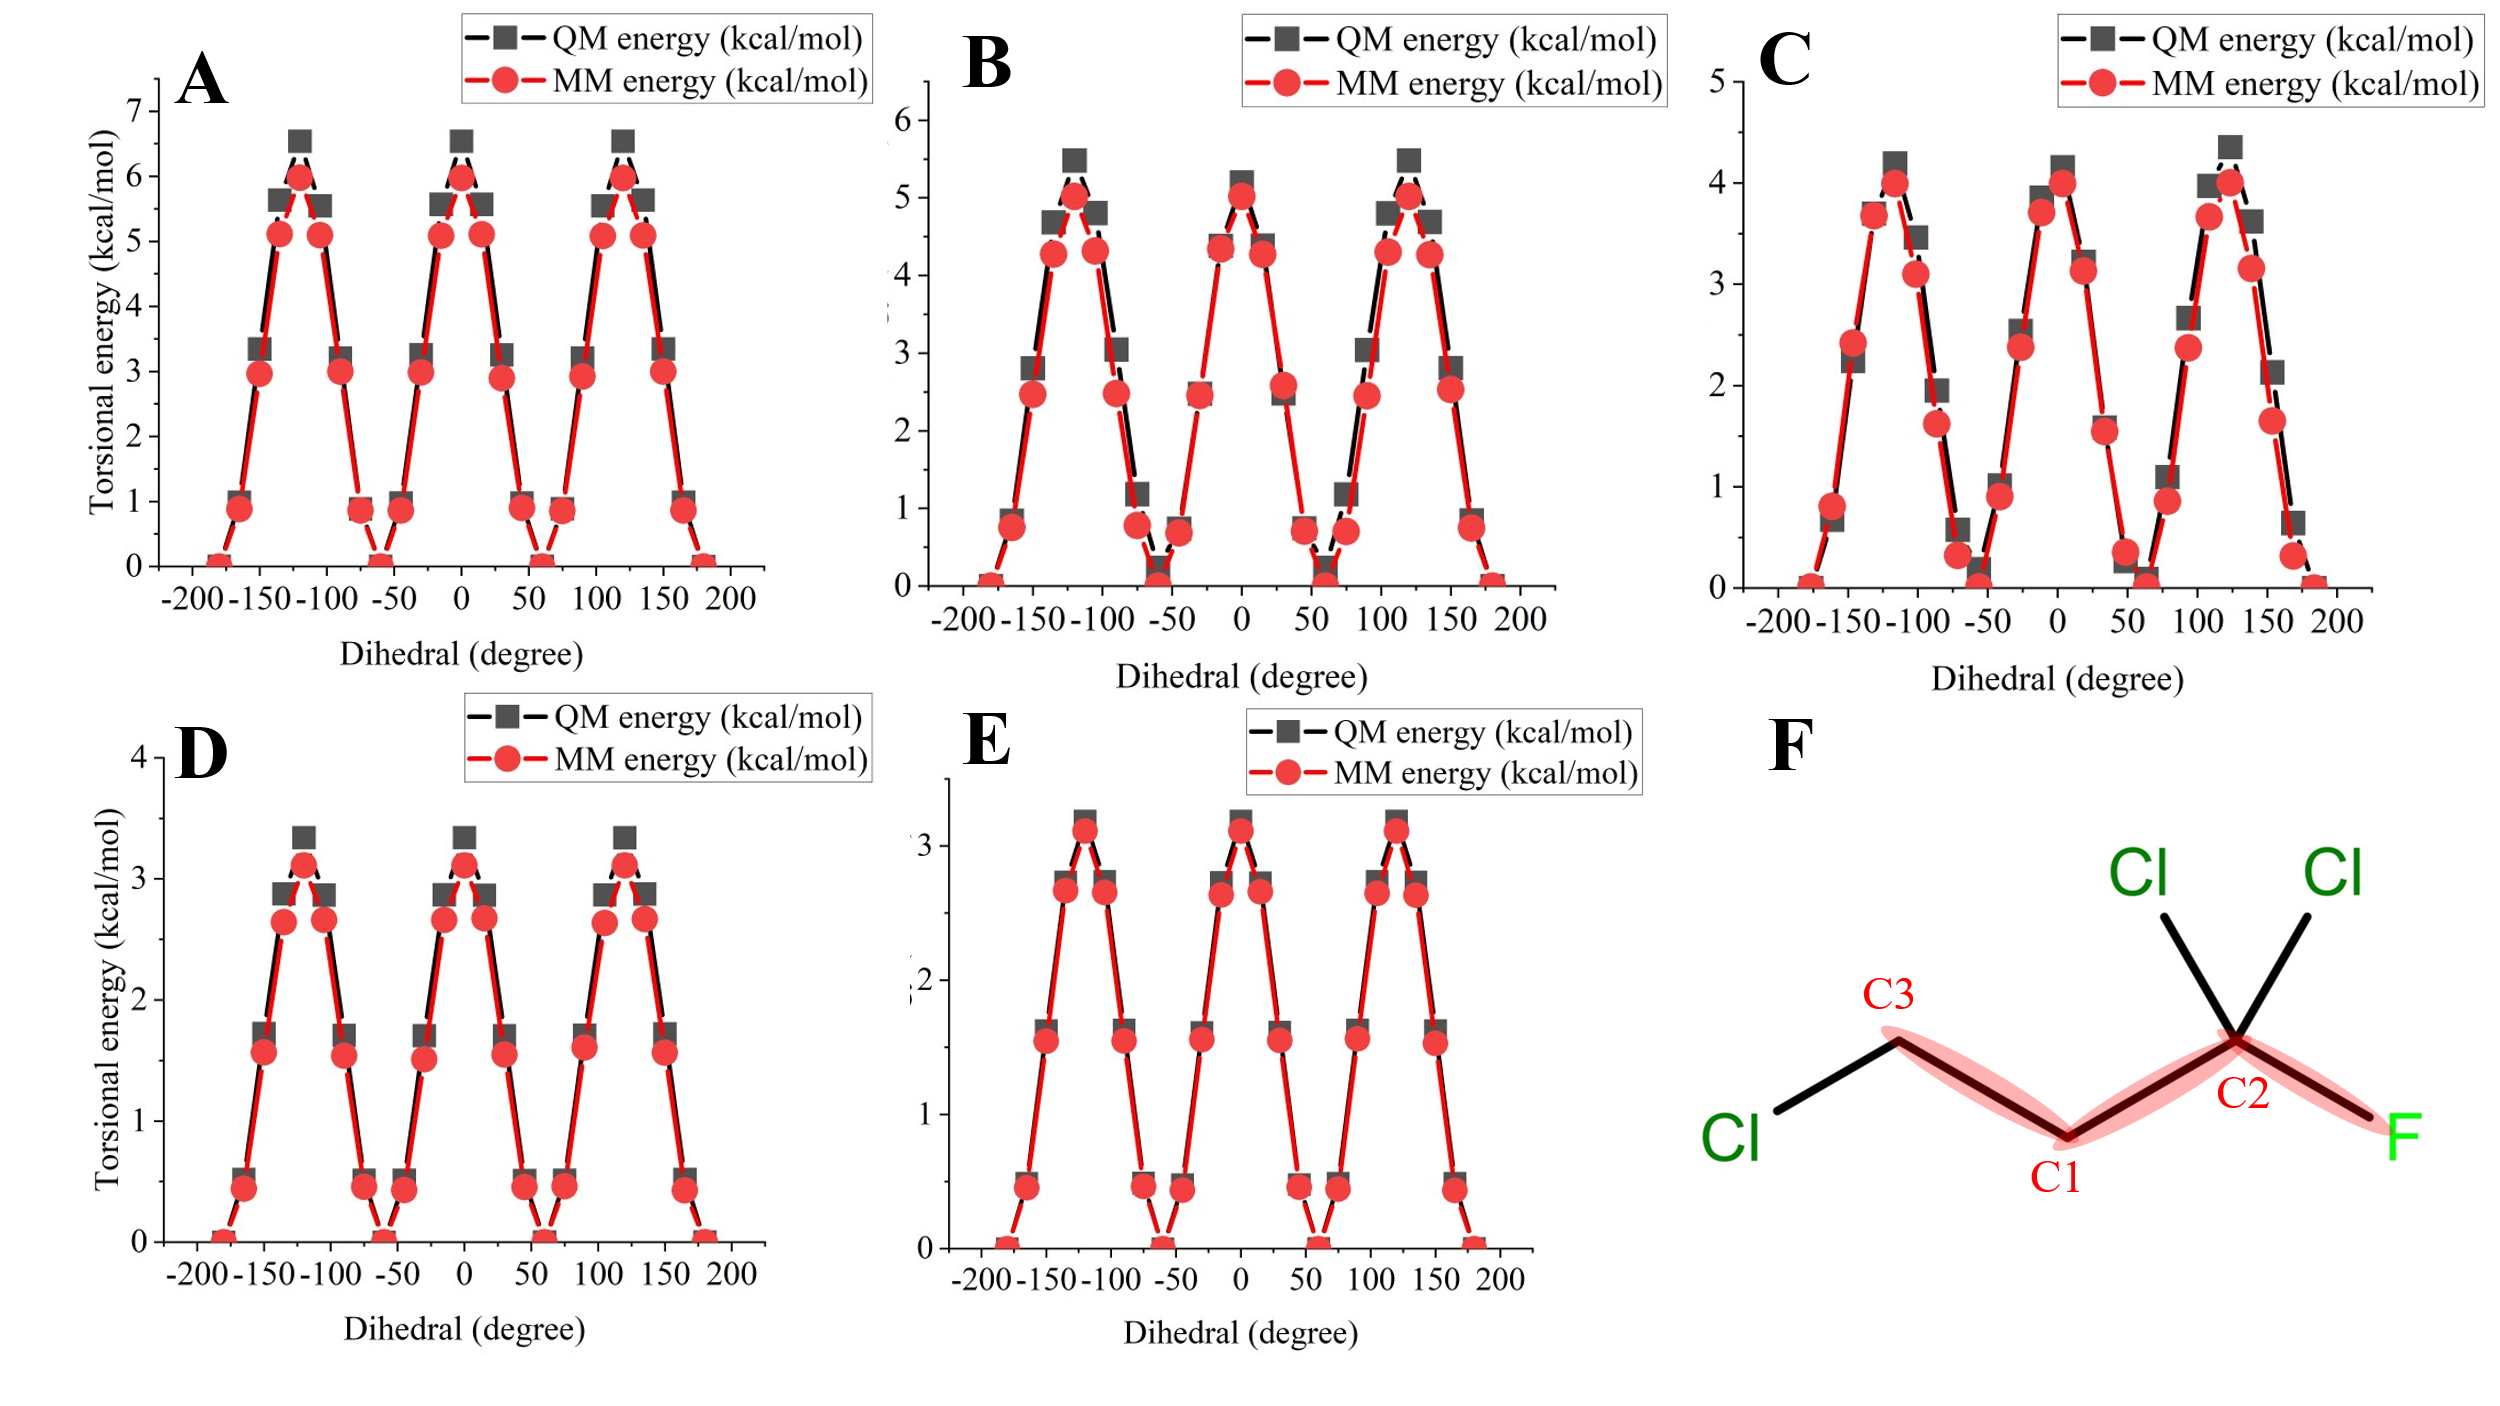 A
QM energy (kcal/mol)
MM energy (kcal/mol)
Torsional energy (kcal/mol)
7
6
5
4
3
2
1
0
-200 -150 -100 -50 0 50 100 150 200
Dihedral (degree)
B
QM energy (kcal/mol)
MM energy (kcal/mol)
6
5
4
3
2
1
0
-200 -150 -100 -50 0 50 100 150 200
Dihedral (degree)
C
QM energy (kcal/mol)
MM energy (kcal/mol)
5
4
3
2
1
0
-200 -150 -100 -50 0 50 100 150 200
Dihedral (degree)
D
QM energy (kcal/mol)
MM energy (kcal/mol)
Torsional energy (kcal/mol)
4
3
2
1
0
-200 -150 -100 -50 0 50 100 150 200
Dihedral (degree)
E
QM energy (kcal/mol)
MM energy (kcal/mol)
3
2
1
0
-200 -150 -100 -50 0 50 100 150 200
Dihedral (degree)
F
Cl Cl
C3
C2
Cl F
C1